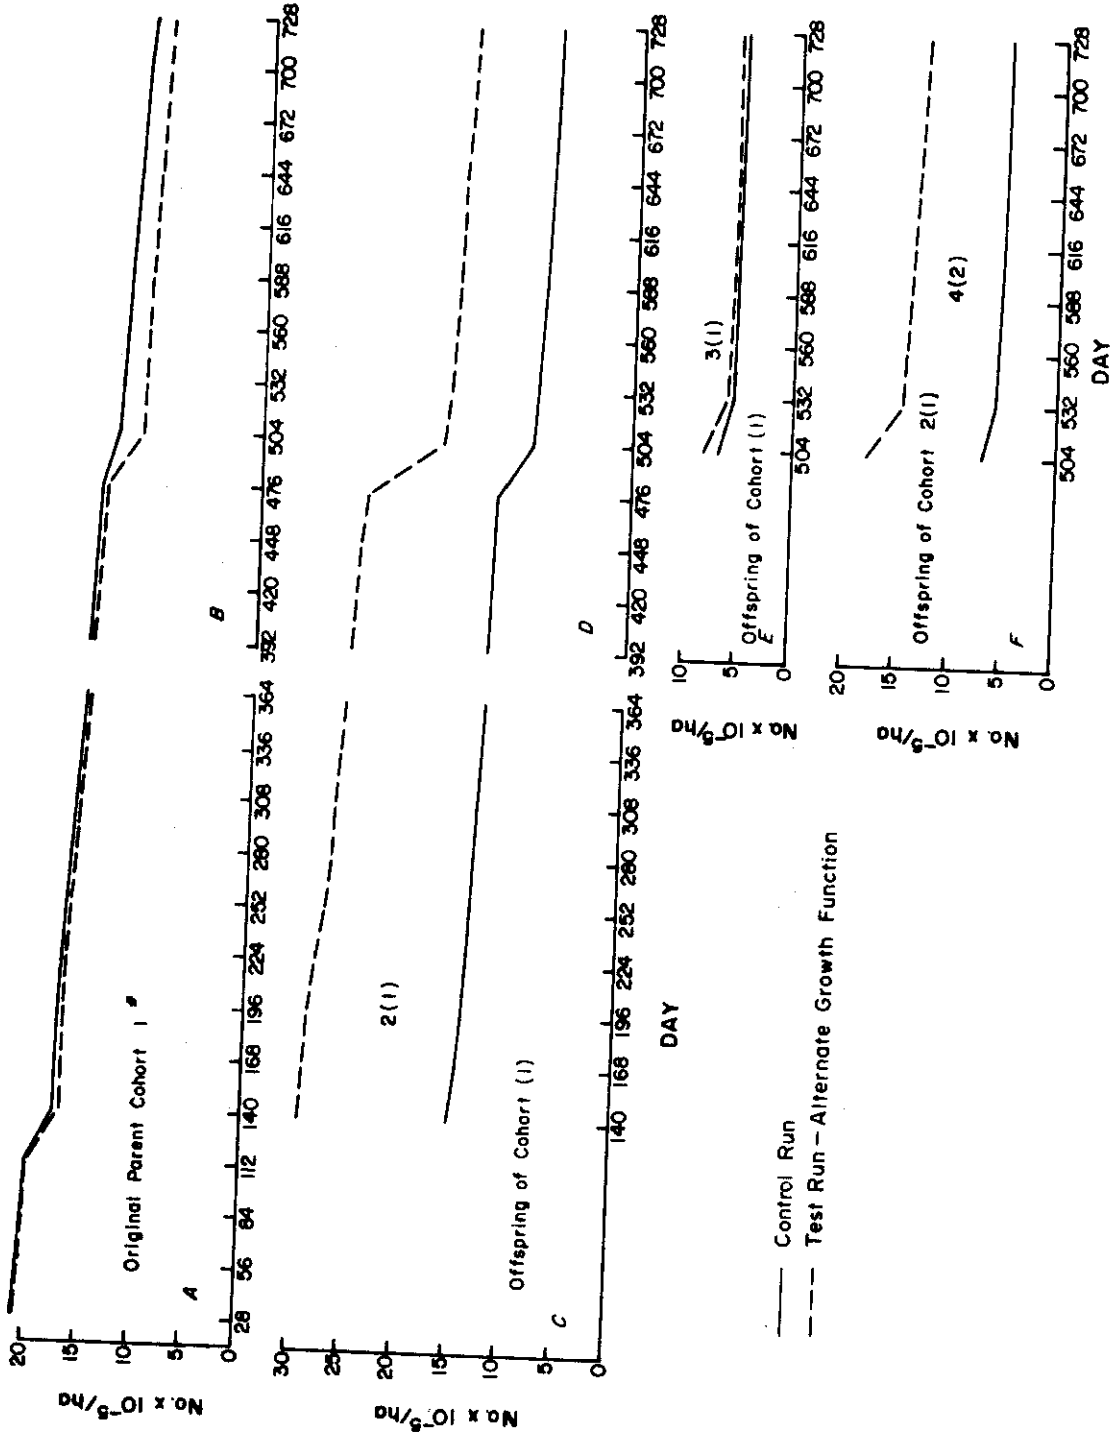 No. x 10⁻⁵/ha
20
15
10
5
0
Original Parent Cohort 1 #
A
28 56 84 112 140 168 196 224 252 280 308 336 364
B
392 420 448 476 504 532 560 588 616 644 672 700 728
No. x 10⁻⁵/ha
30
25
20
15
10
5
0
2(1)
Offspring of Cohort (1)
C
140 168 196 224 252 280 308 336 364
D
392 420 448 476 504 532 560 588 616 644 672 700 728
DAY
No. x 10⁻⁵/ha
10
5
0
3(1)
Offspring of Cohort (1)
E
504 532 560 588 616 644 672 700 728
No. x 10⁻⁵/ha
20
15
10
5
0
4(2)
Offspring of Cohort 2(1)
F
504 532 560 588 616 644 672 700 728
DAY
Control Run
Test Run - Alternate Growth Function